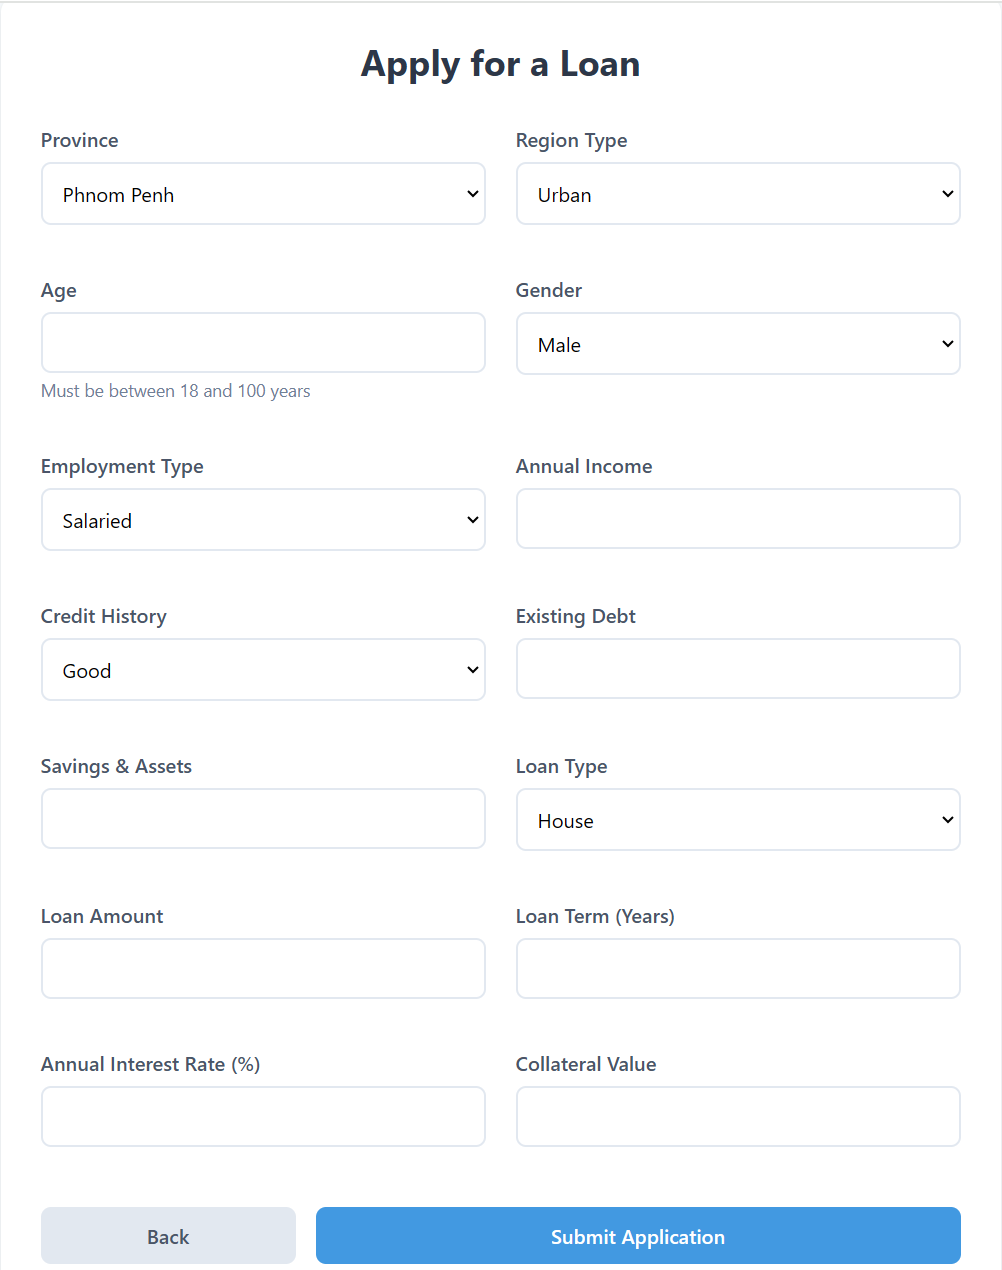 Apply for a Loan
Province
Region Type
Phnom Penh
Urban
Age
Gender
Male
Must be between 18 and 100 years
Employment Type
Annual Income
Salaried
Credit History
Existing Debt
Good
Savings & Assets
Loan Type
House
Loan Amount
Loan Term (Years)
Annual Interest Rate (%)
Collateral Value
Back
Submit Application